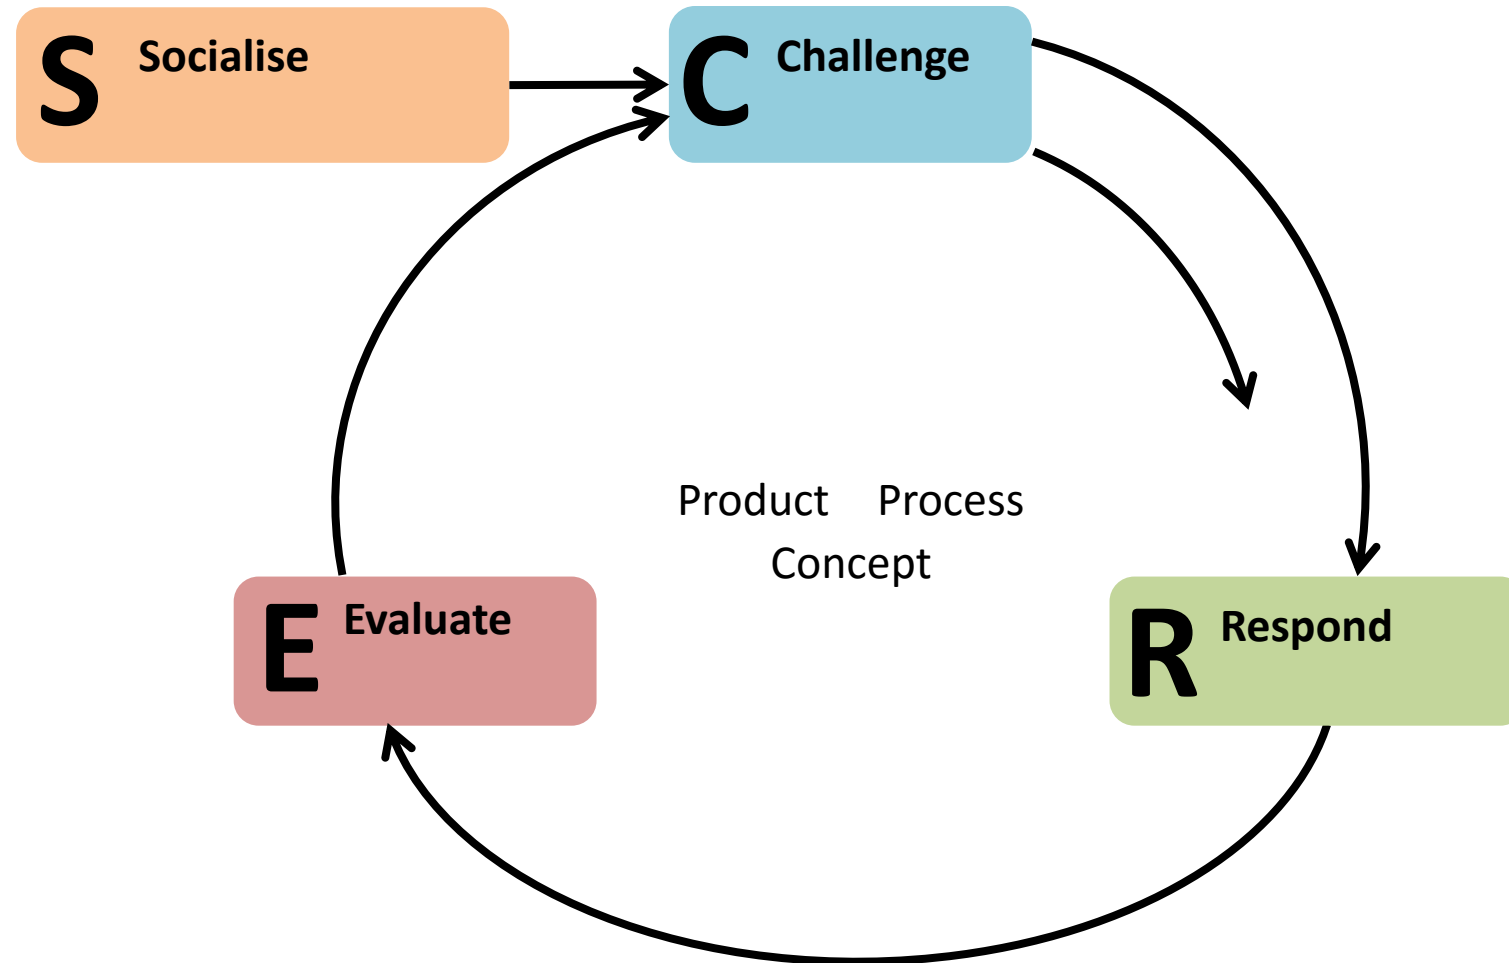 S Socialise
C Challenge
Product Process
Concept
E Evaluate
R Respond